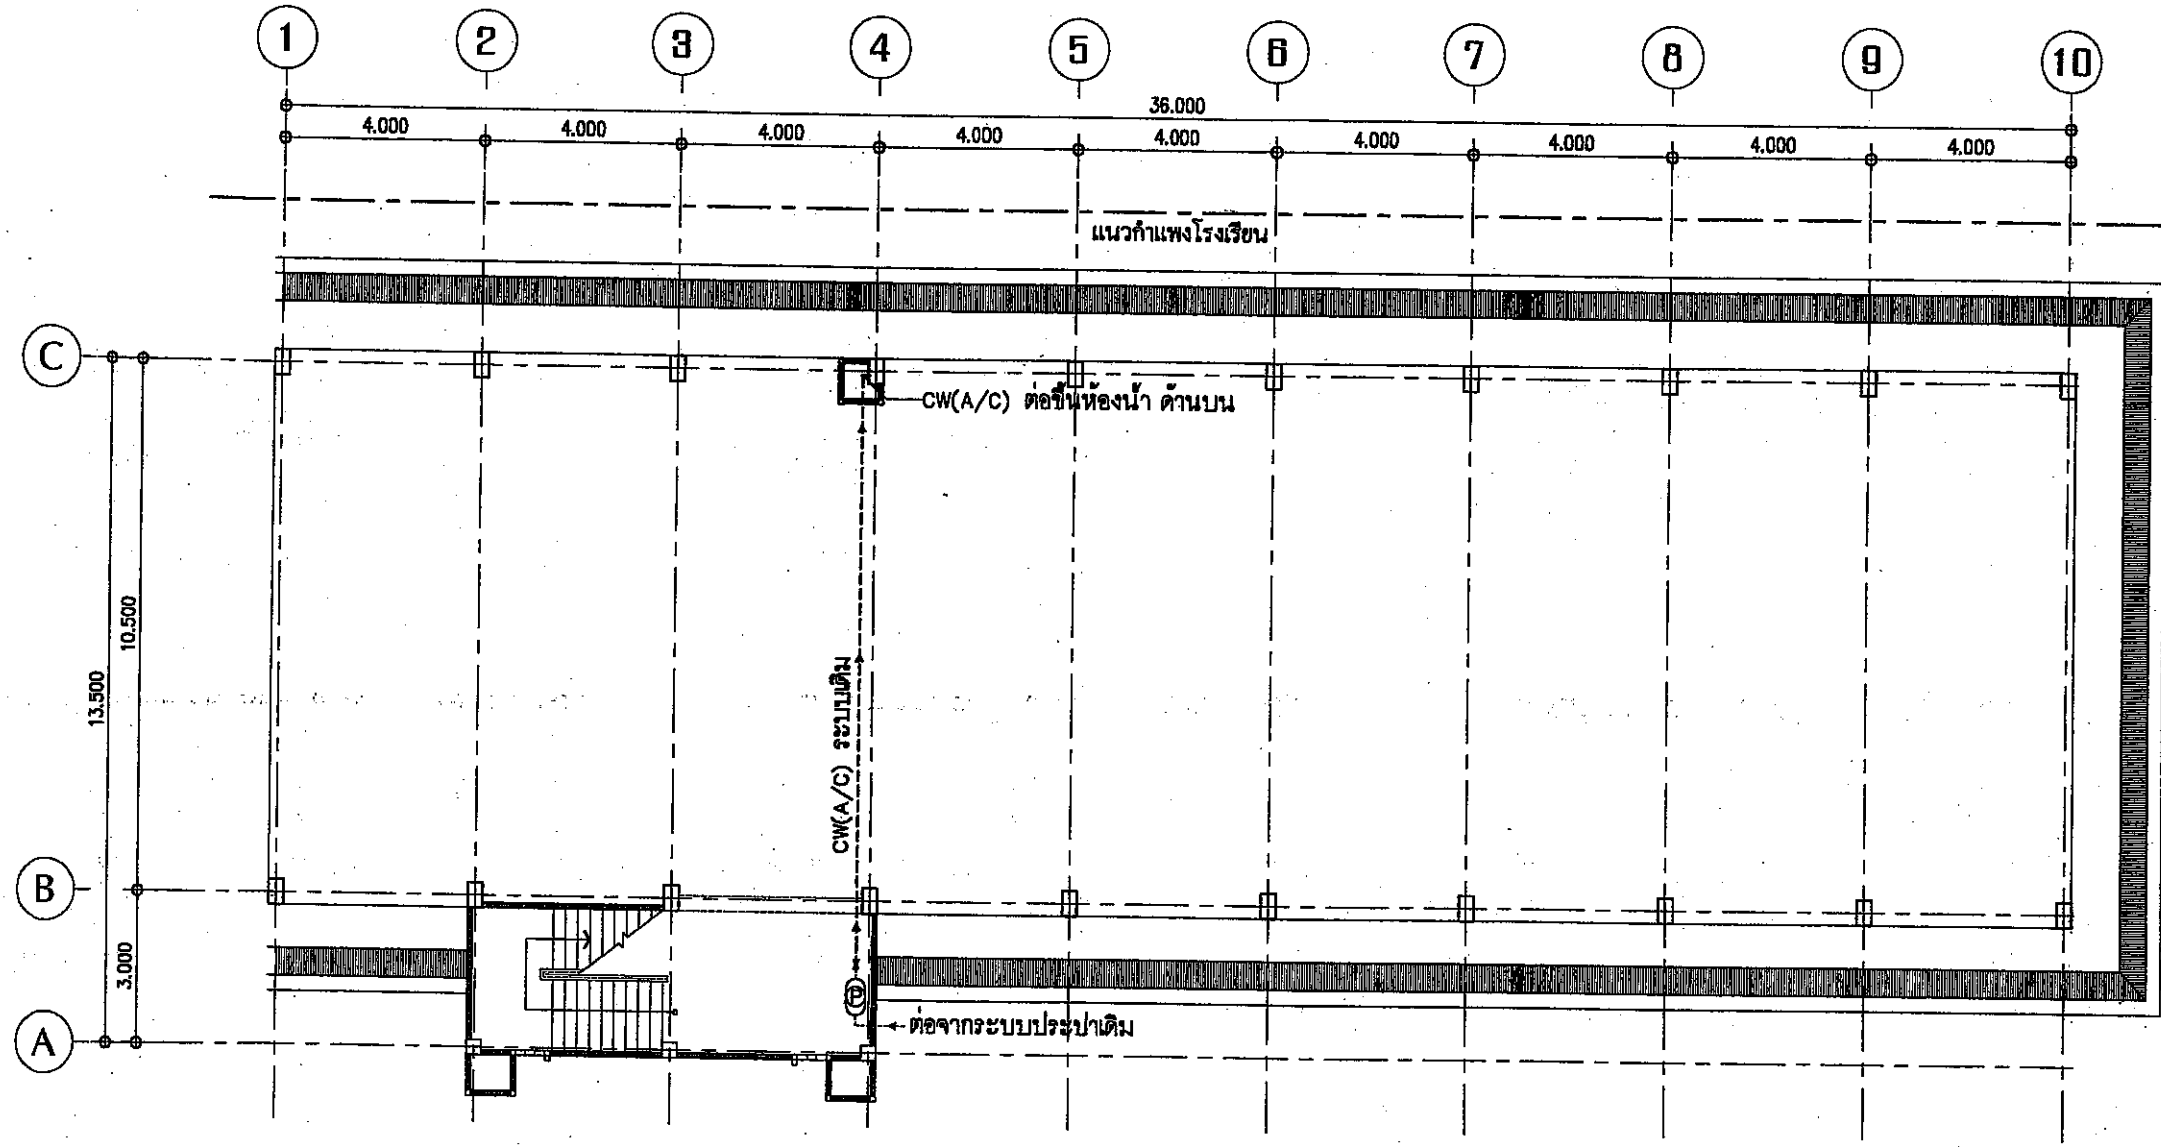 1 2 3 4 5 6 7 8 9 10
36.000
4.000 4.000 4.000 4.000 4.000 4.000 4.000 4.000 4.000
แนวกำแพงโรงเรียน
C
CW(A/C) ต่อขึ้นห้องน้ำ ด้านบน
10.500
13.500
CW(A/C) ระบบเดิม
B
3.000
P
A
ต่อจากระบบประปาเดิม